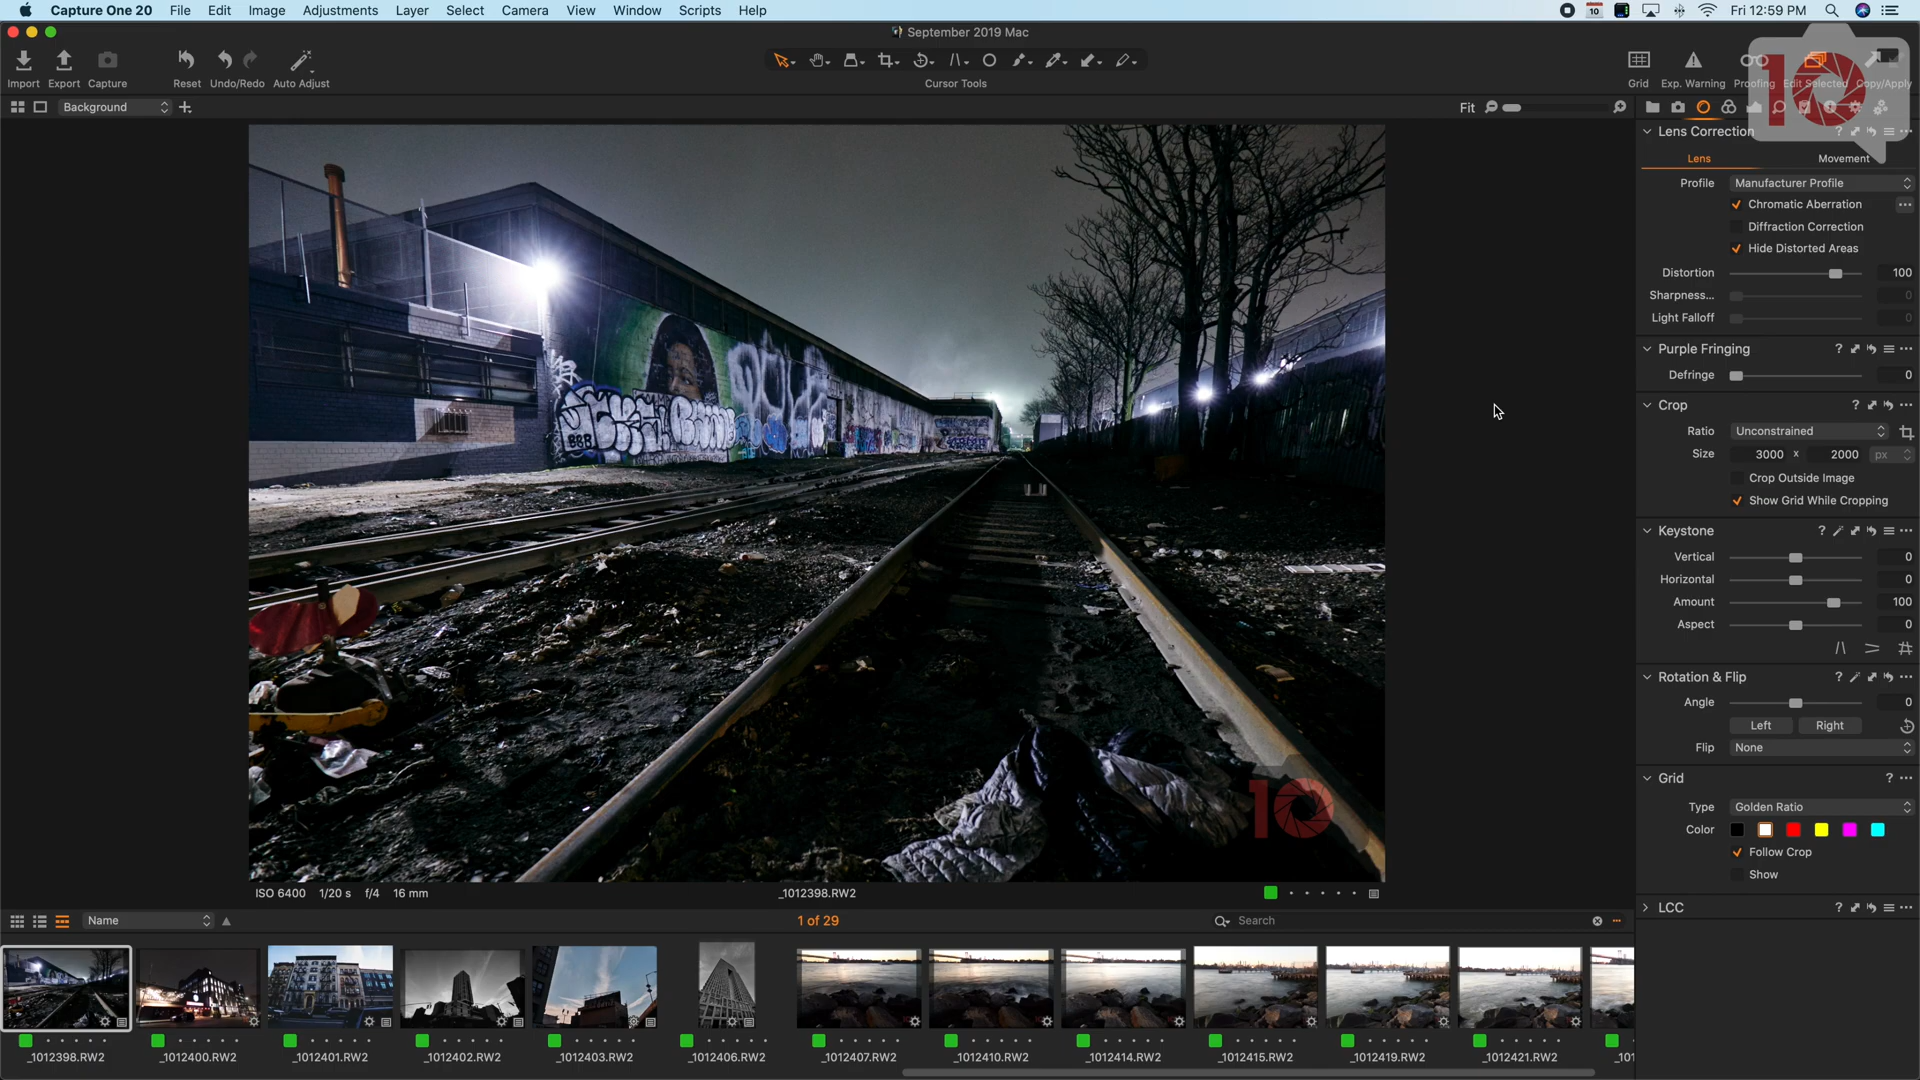 Capture One 20 File Edit Image Adjustments Layer Select Camera View Window Scripts Help
10 Fri 12:59 PM
September 2019 Mac
Import Export Capture Reset Undo/Redo Auto Adjust Cursor Tools Grid Exp. Warning Proofing Edit Selected Copy/Apply
10
Background Fit
Lens Correction
Lens Movement
Profile Manufacturer Profile
Chromatic Aberration
Diffraction Correction
Hide Distorted Areas
Distortion 100
Sharpness... 0
Light Falloff 0
Purple Fringing
Defringe 0
Crop
Ratio Unconstrained
Size 3000 x 2000 px
Crop Outside Image
Show Grid While Cropping
Keystone
Vertical 0
Horizontal 0
Amount 100
Aspect 0
Rotation & Flip
Angle 0
Left Right
Flip None
Grid
Type Golden Ratio
Color
Follow Crop
Show
LCC
10
ISO 6400 1/20 s f/4 16 mm _1012398.RW2
Name 1 of 29 Search
_1012398.RW2 _1012400.RW2 _1012401.RW2 _1012402.RW2 _1012403.RW2 _1012406.RW2 _1012407.RW2 _1012410.RW2 _1012414.RW2 _1012415.RW2 _1012419.RW2 _1012421.RW2